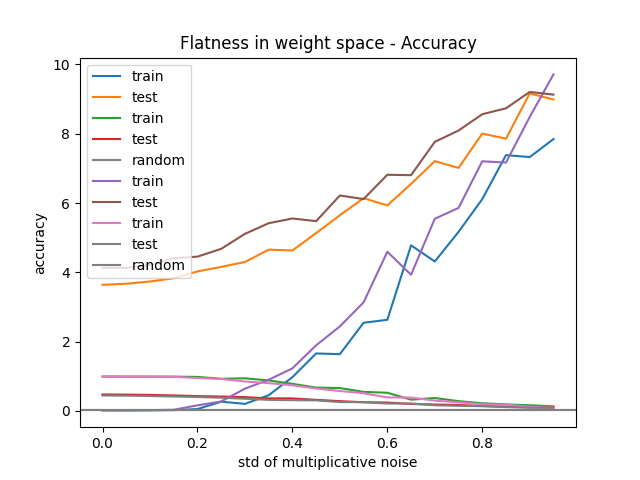 Flatness in weight space - Accuracy
10
8
6
4
2
0
accuracy
train
test
train
test
random
train
test
train
test
random
0.0
0.2
0.4
0.6
0.8
std of multiplicative noise